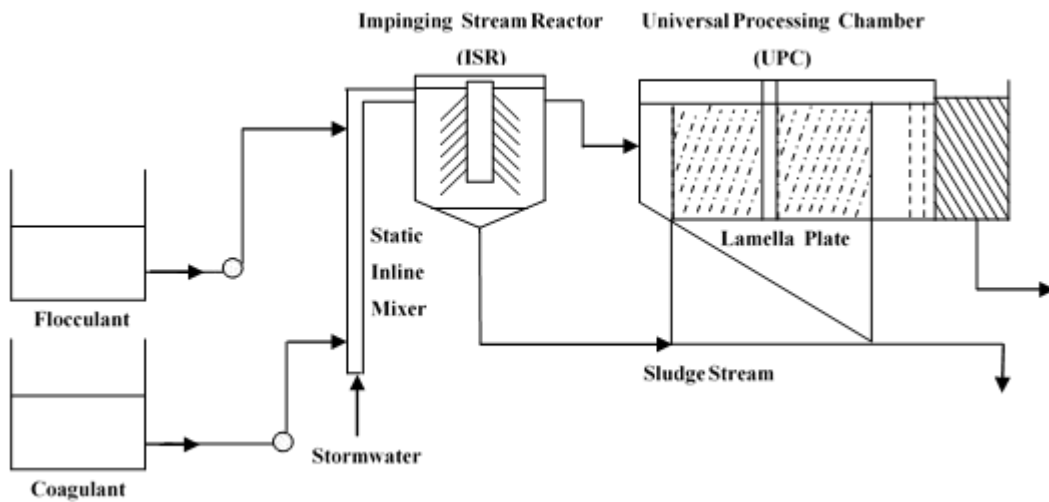 Impinging Stream Reactor
(ISR)
Universal Processing Chamber
(UPC)
Static
Inline
Mixer
Lamella Plate
Flocculant
Sludge Stream
Stormwater
Coagulant